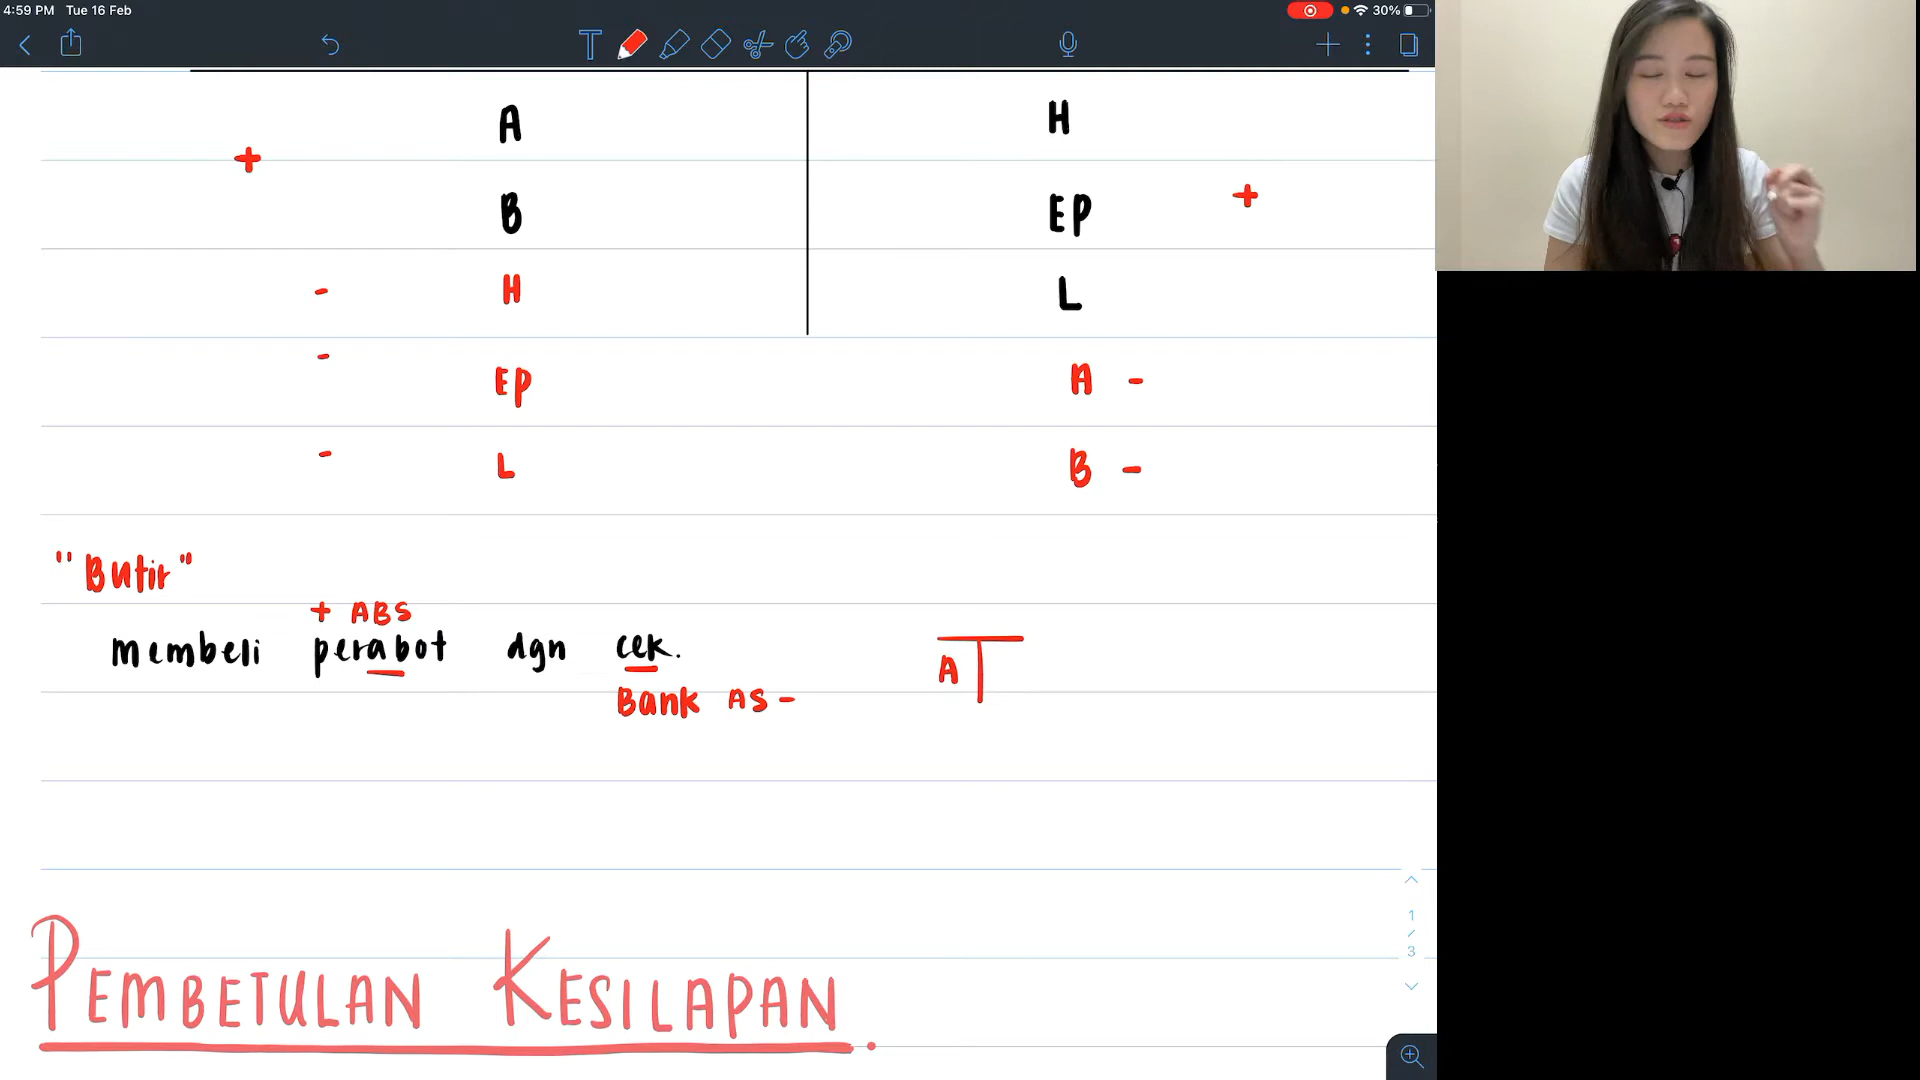 4:59 PM Tue 16 Feb
30%
T
A H
+
B EP +
- H L
- EP A -
- L B -
"Butir"
+ ABS
membeli perabot dgn cek.
Bank AS -
A
1
/
3
PEMBETULAN KESILAPAN.